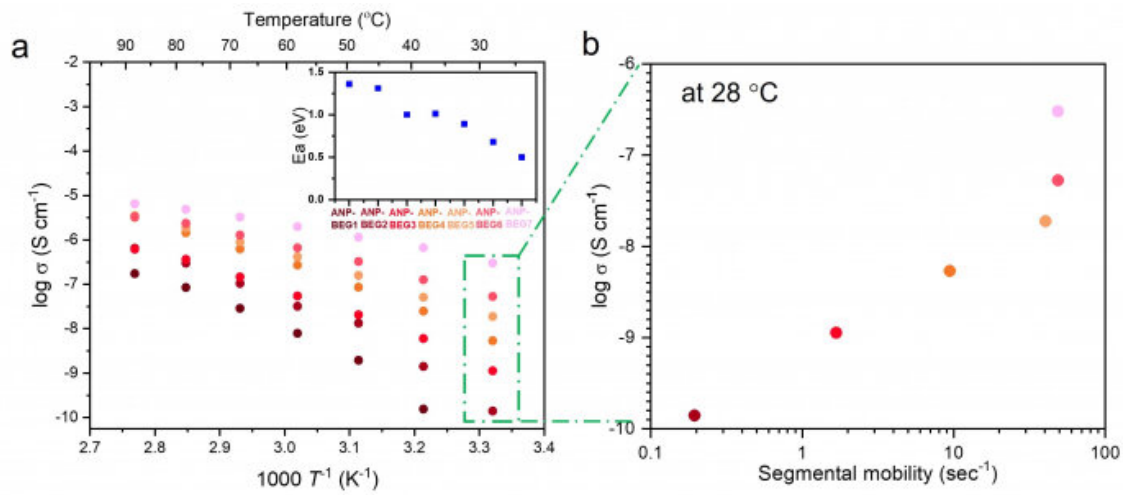 a
Temperature (°C)
90 80 70 60 50 40 30
-2
-3
-4
-5
-6
-7
-8
-9
-10
log σ (S cm⁻¹)
2.7 2.8 2.9 3.0 3.1 3.2 3.3 3.4
1000 T⁻¹ (K⁻¹)
1.5
1.0
0.5
0.0
Ea (eV)
ANP- ANP- ANP- ANP- ANP- ANP- ANP-
BEG1 BEG2 BEG3 BEG4 BEG5 BEG6 BEG7
b
at 28 °C
-6
-7
-8
-9
-10
log σ (S cm⁻¹)
0.1 1 10 100
Segmental mobility (sec⁻¹)